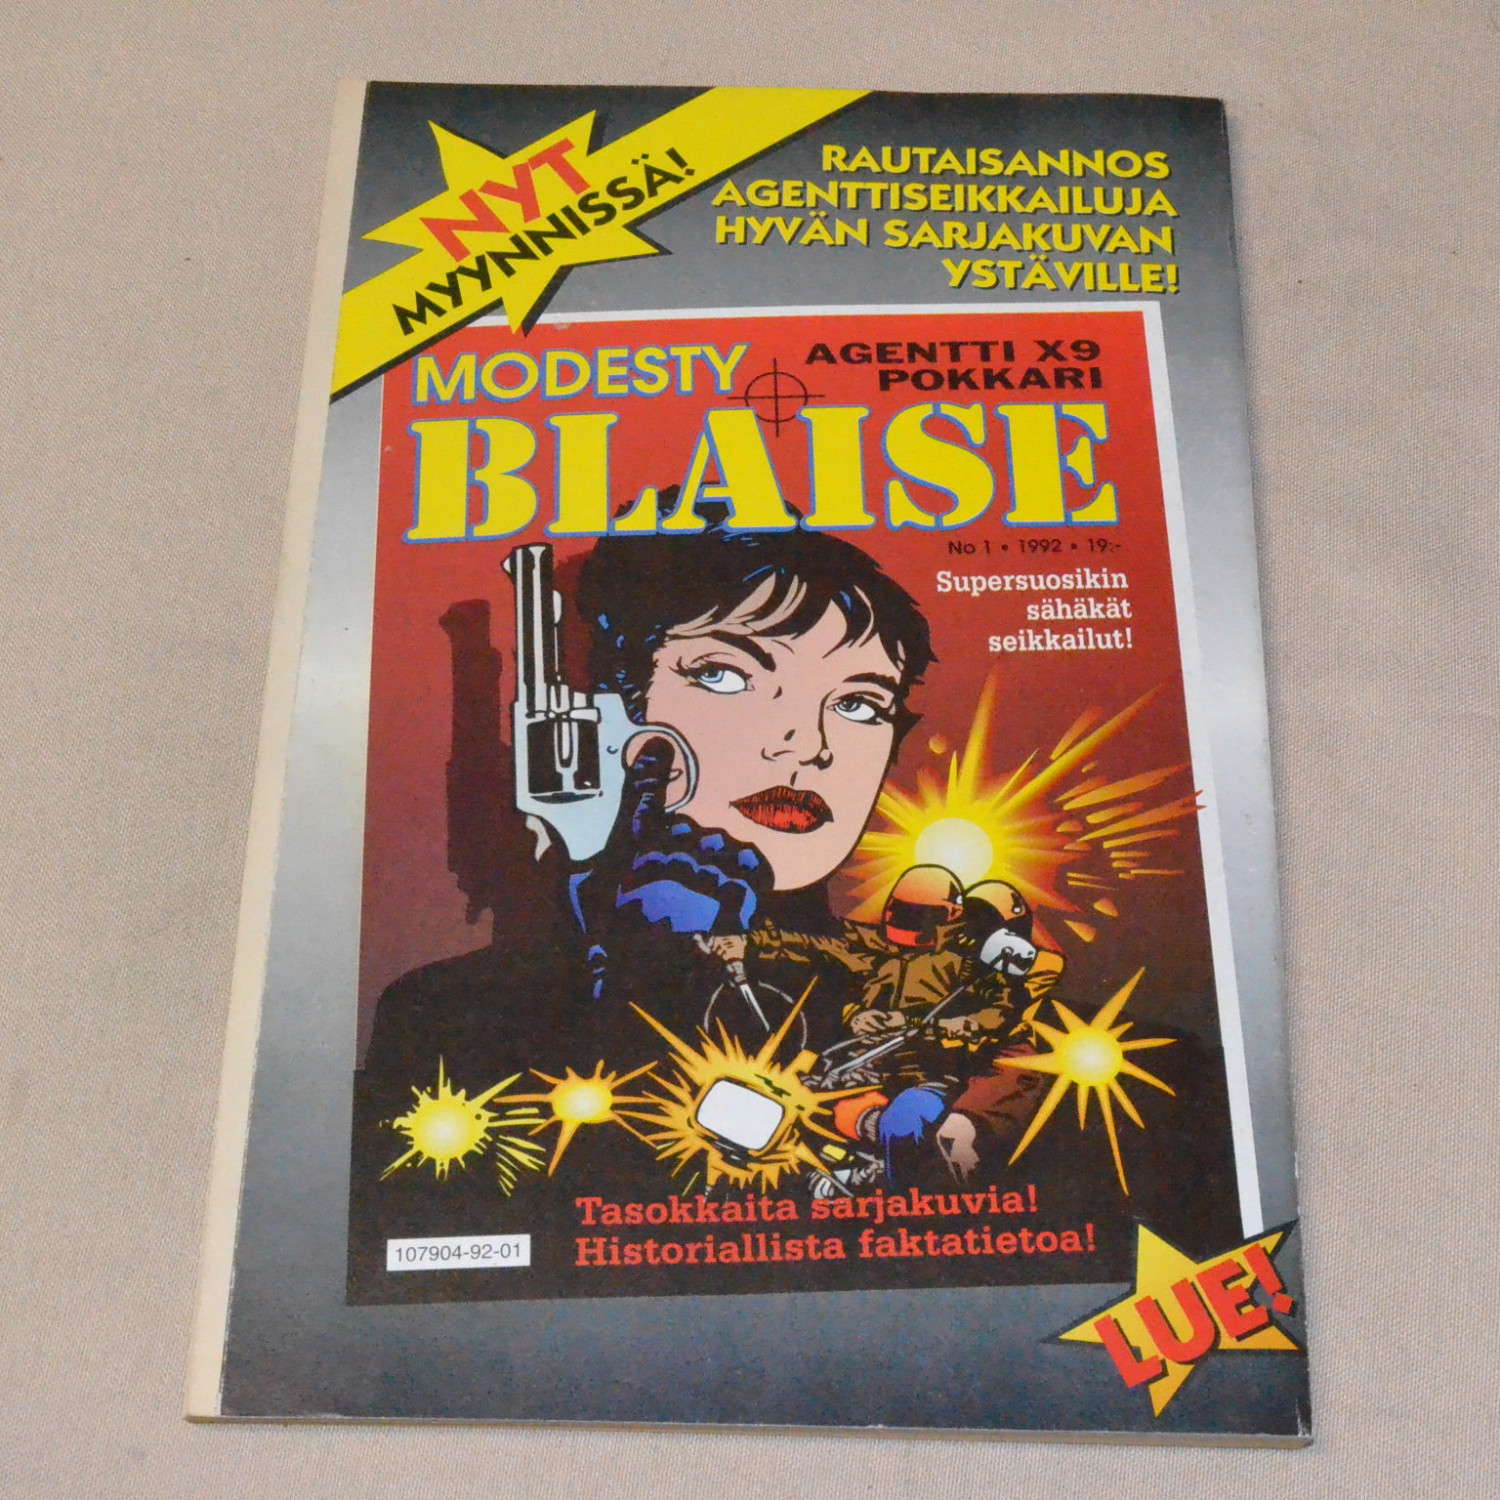 NYT
MYYNNISSÄ!
RAUTAISANNOS
AGENTTISEIKKAILUJA
HYVÄN SARJAKUVAN
YSTÄVILLE!
MODESTY
BLAISE
AGENTTI X9
POKKARI
No 1 • 1992 • 19:-
Supersuosikin
sähäkät
seikkailut!
Tasokkaita sarjakuvia!
Historiallista faktatietoa!
107904-92-01
LUE!